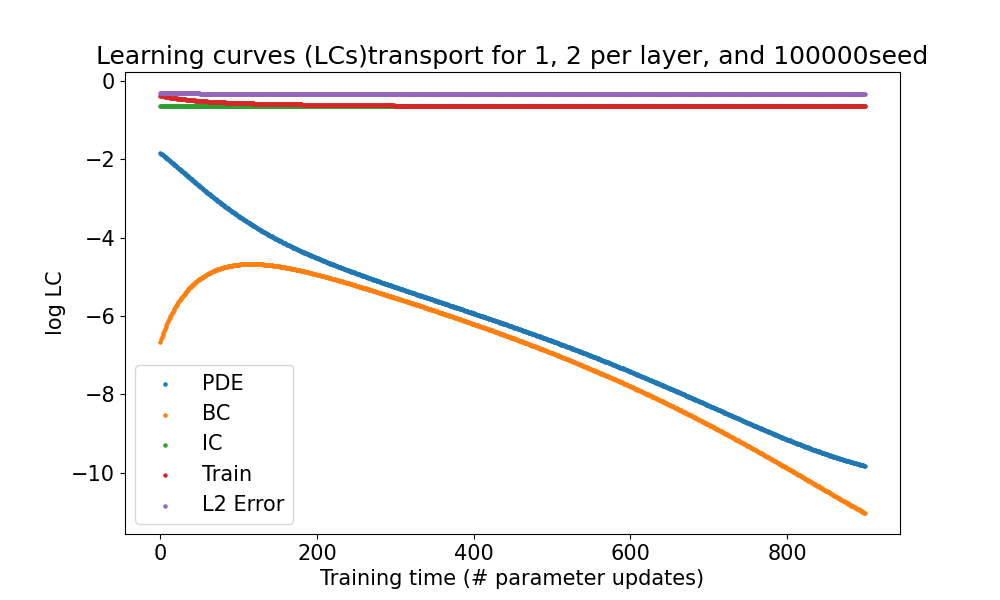 Learning curves (LCs)transport for 1, 2 per layer, and 100000seed
log LC
0
−2
−4
−6
−8
−10
PDE
BC
IC
Train
L2 Error
0 200 400 600 800
Training time (# parameter updates)